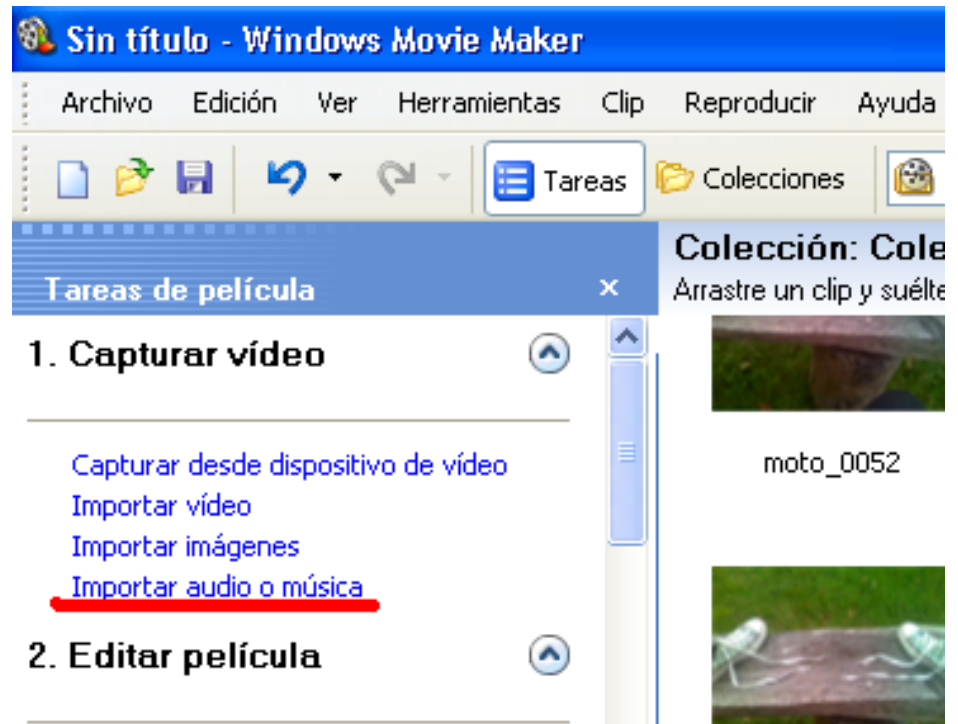 Sin título - Windows Movie Maker
Archivo Edición Ver Herramientas Clip Reproducir Ayuda
Tareas Colecciones
Colección: Cole
Tareas de película
Arrastre un clip y suélte
1. Capturar vídeo
Capturar desde dispositivo de vídeo
moto_0052
Importar vídeo
Importar imágenes
Importar audio o música
2. Editar película